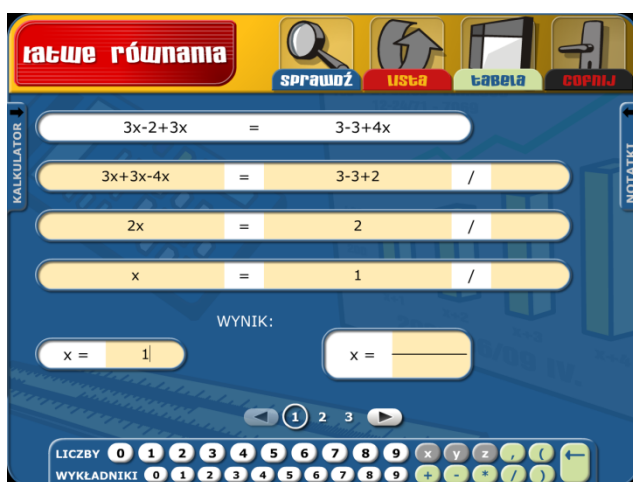 łatwe równania
sprawdź lista tabela cofnij
KALKULATOR
NOTATKI
3x-2+3x = 3-3+4x
3x+3x-4x = 3-3+2 /
2x = 2 /
x = 1 /
WYNIK:
x = 1
x =
1 2 3
LICZBY 0 1 2 3 4 5 6 7 8 9 x y z , ( ←
WYKŁADNIKI 0 1 2 3 4 5 6 7 8 9 + - * / )